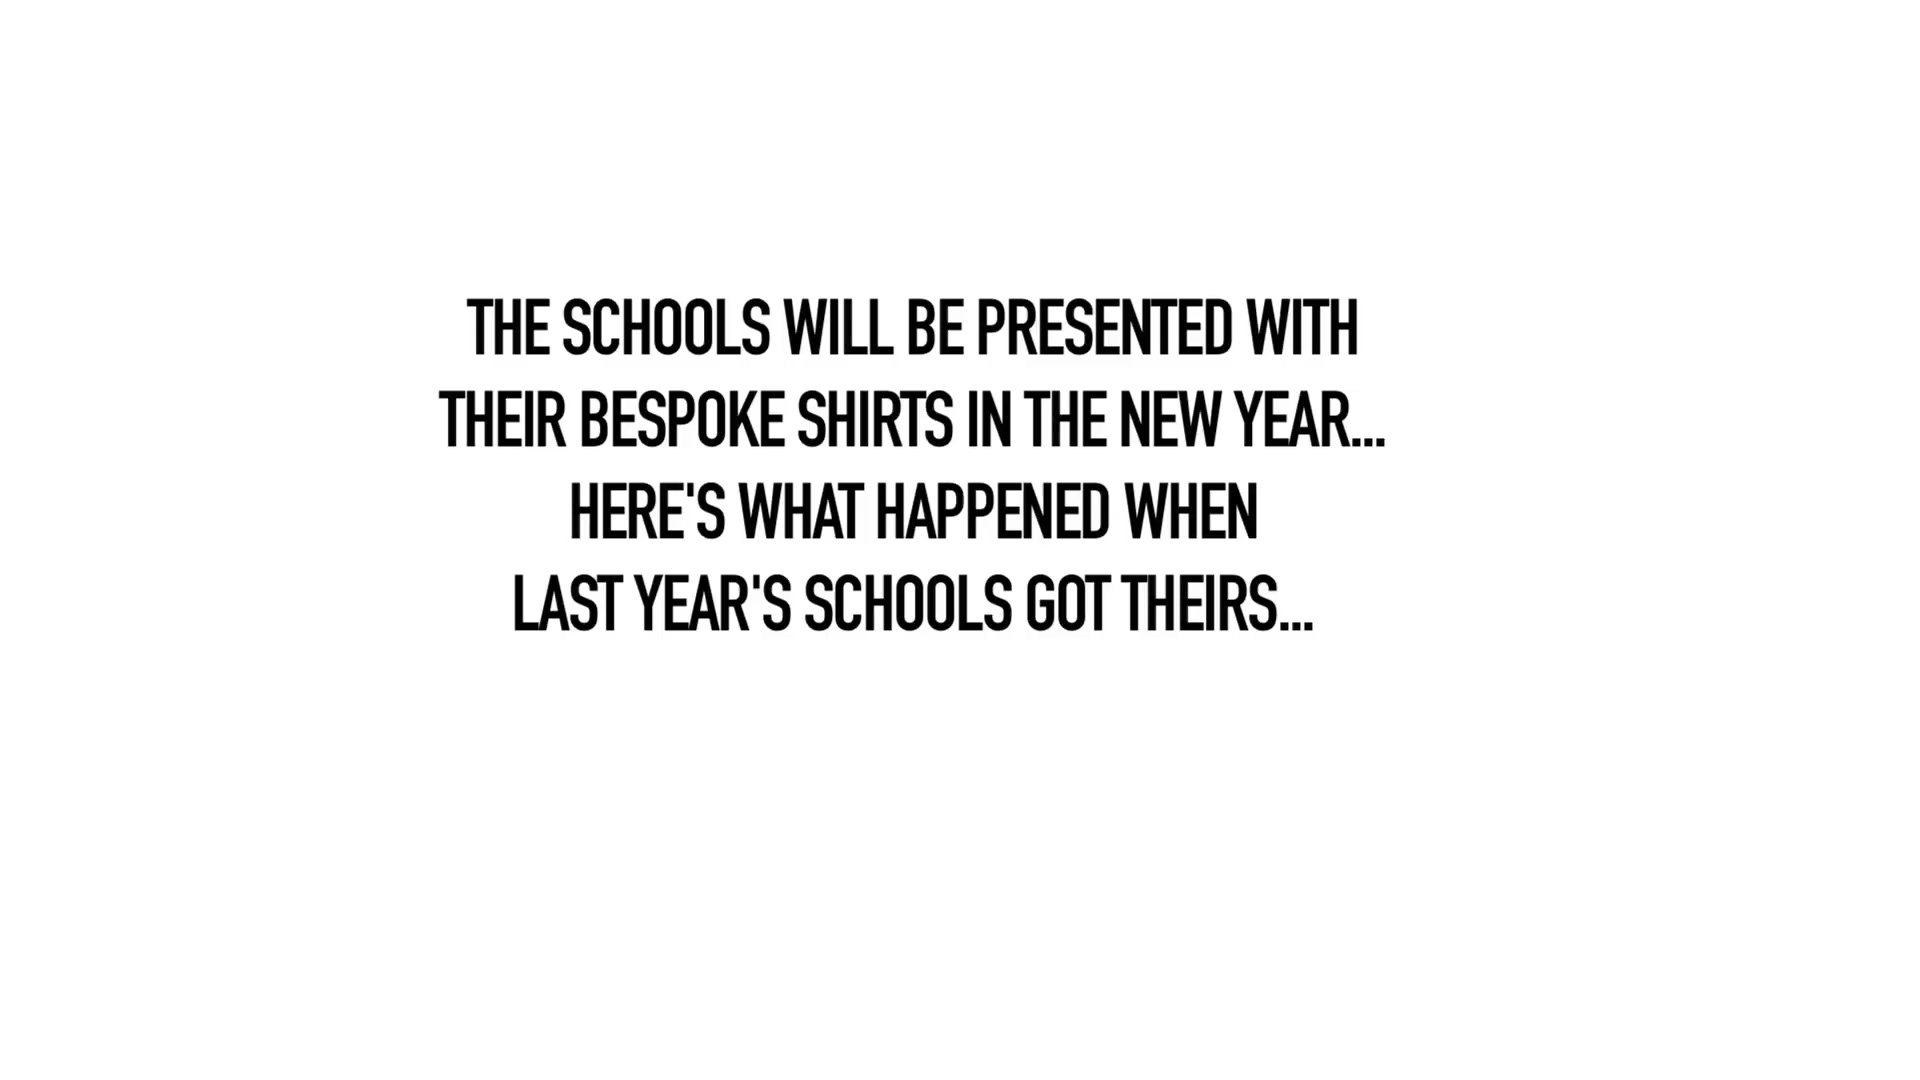 THE SCHOOLS WILL BE PRESENTED WITH
THEIR BESPOKE SHIRTS IN THE NEW YEAR...
HERE'S WHAT HAPPENED WHEN
LAST YEAR'S SCHOOLS GOT THEIRS...